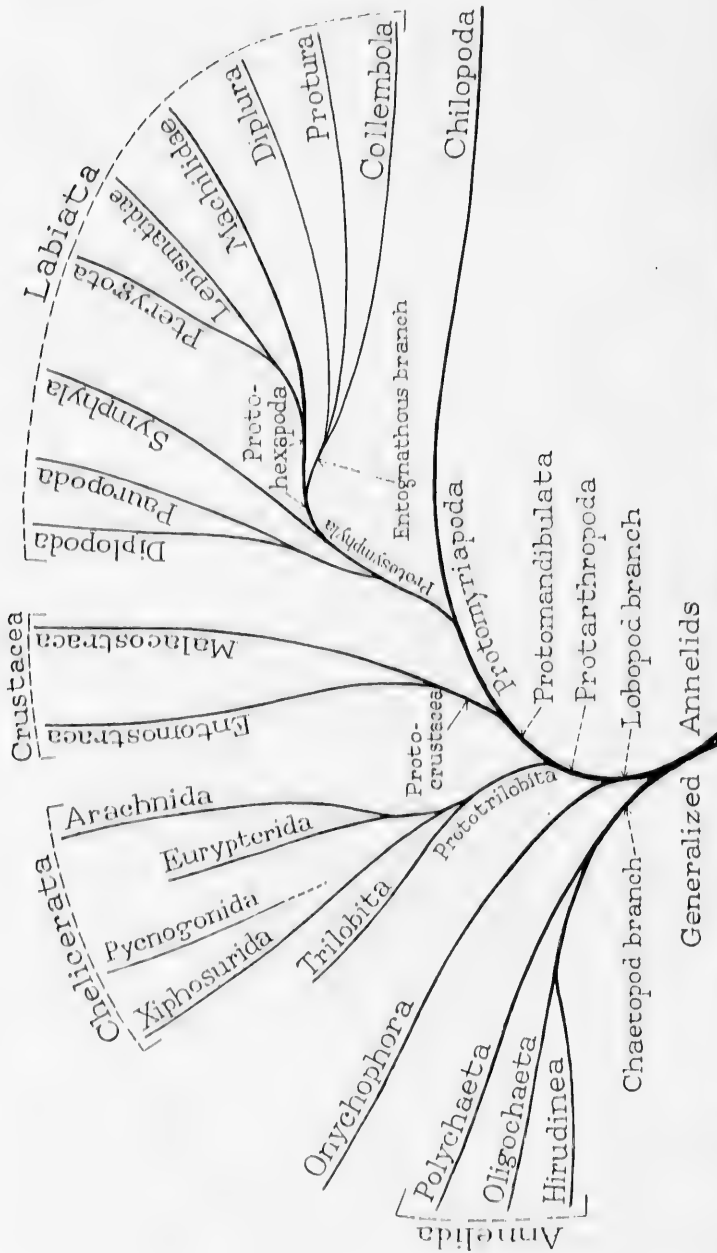 Labiata
Diplura
Protura
Collembola
Machilidae
Lepismatidae
Pterygota
Symphyla
Pauropoda
Diplopoda
Chilopoda
Proto-
hexapoda
Entognathous branch
Protosymphyla
Crustacea
Malacostraca
Entomostraca
Proto-
crustacea
Protomyriapoda
Protomandibulata
Protarthropoda
Lobopod branch
Chelicerata
Arachnida
Eurypterida
Pycnogonida
Xiphosurida
Trilobita
Prototrilobita
Onychophora
Polychaeta
Oligochaeta
Hirudinea
Annelida
Chaetopod branch
Generalized Annelids